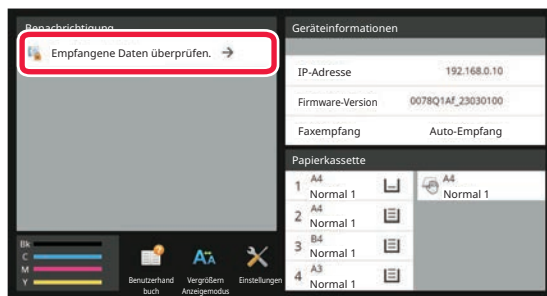 Benachrichtigung
Empfangene Daten überprüfen. →
Geräteinformationen
IP-Adresse 192.168.0.10
Firmware-Version 0078Q1Af_23030100
Faxempfang Auto-Empfang
Papierkassette
1 A4
Normal 1
A4
Normal 1
2 A4
Normal 1
3 B4
Normal 1
4 A3
Normal 1
Bk
C
M
Y
Benutzerhand
buch
Vergrößern
Anzeigemodus
Einstellungen